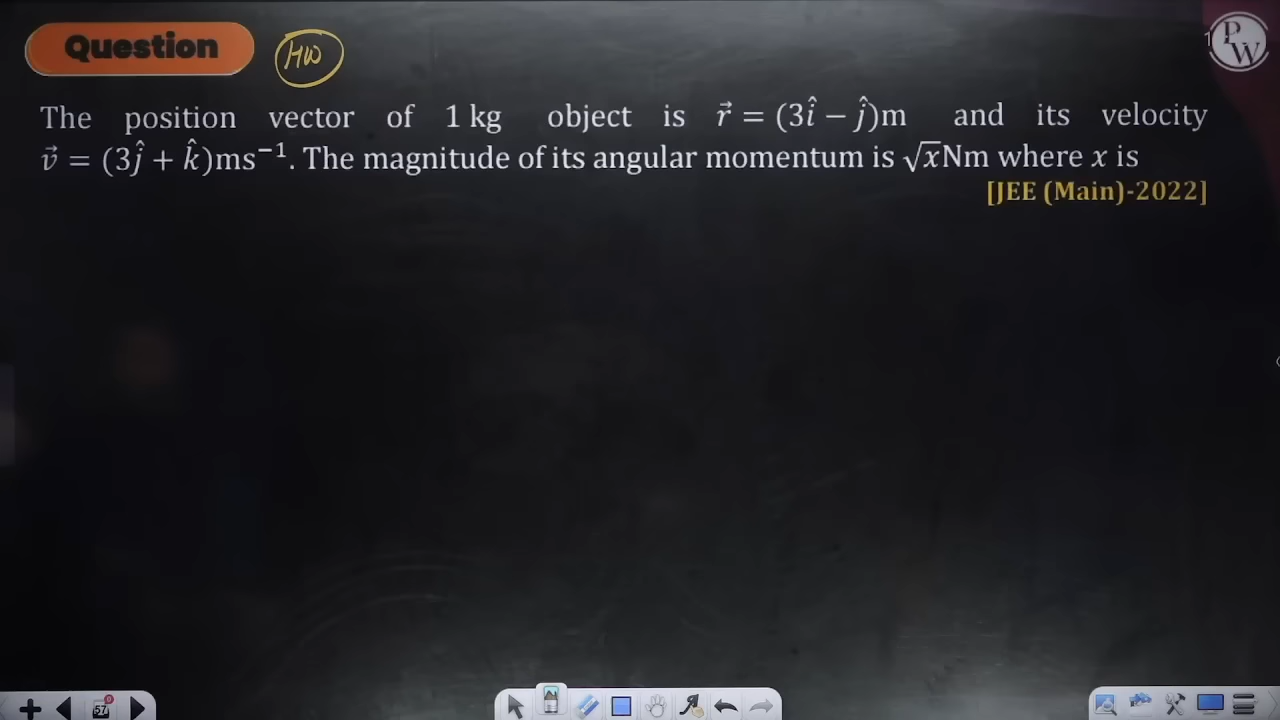 Question HW
PW
The position vector of 1 kg object is r⃗ = (3î − ĵ)m and its velocity
v⃗ = (3ĵ + k̂)ms⁻¹. The magnitude of its angular momentum is √xNm where x is
[JEE (Main)-2022]